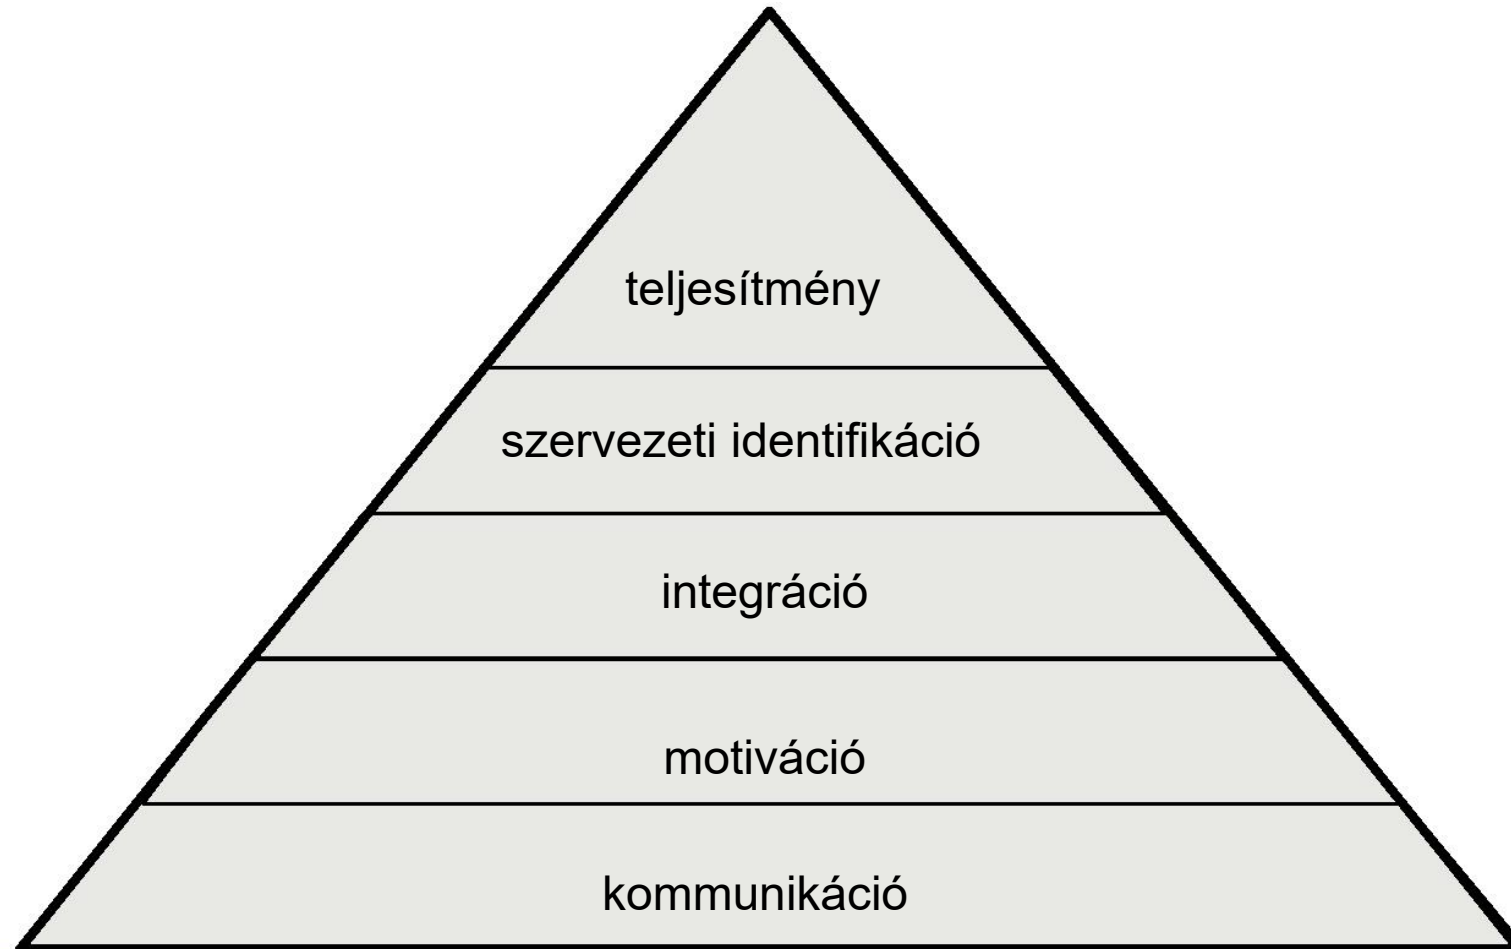 teljesítmény
szervezeti identifikáció
integráció
motiváció
kommunikáció